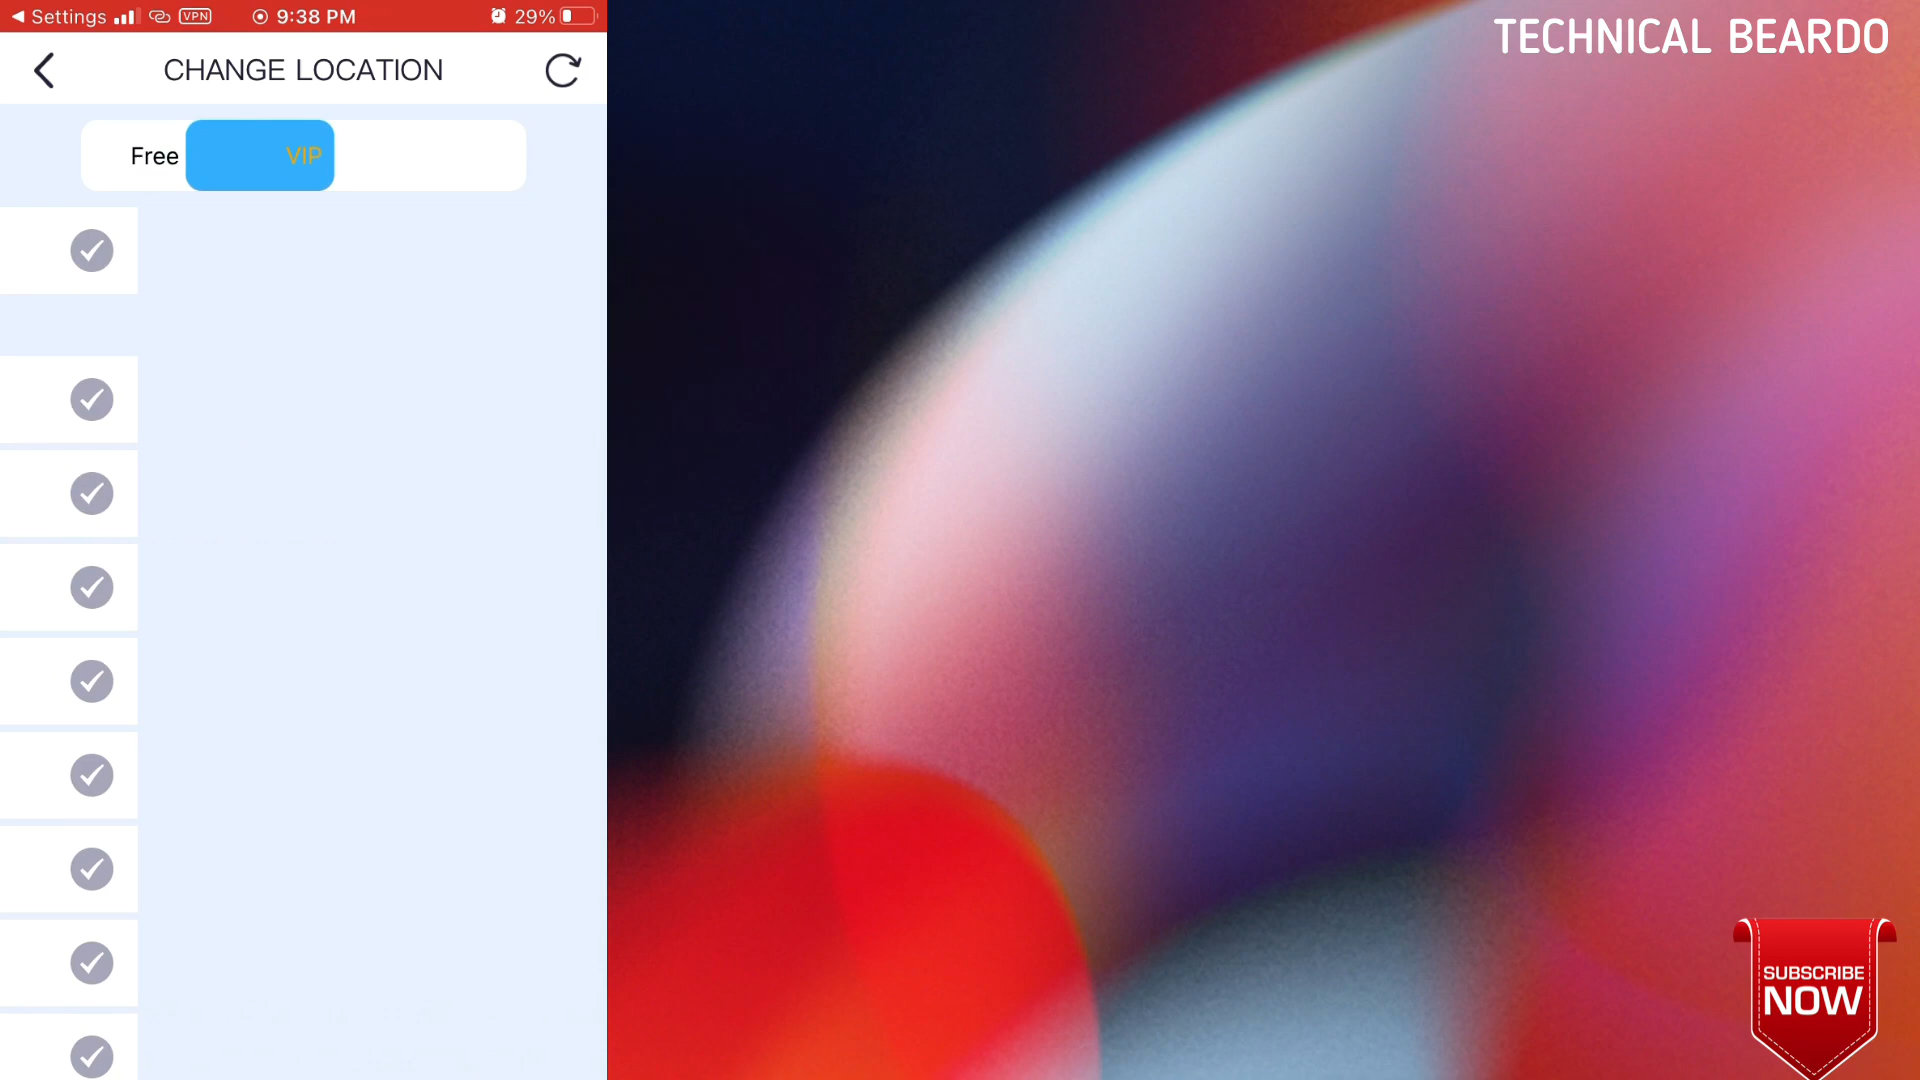 Settings VPN 9:38 PM 29%
TECHNICAL BEARDO
CHANGE LOCATION
Free VIP
SUBSCRIBE
NOW